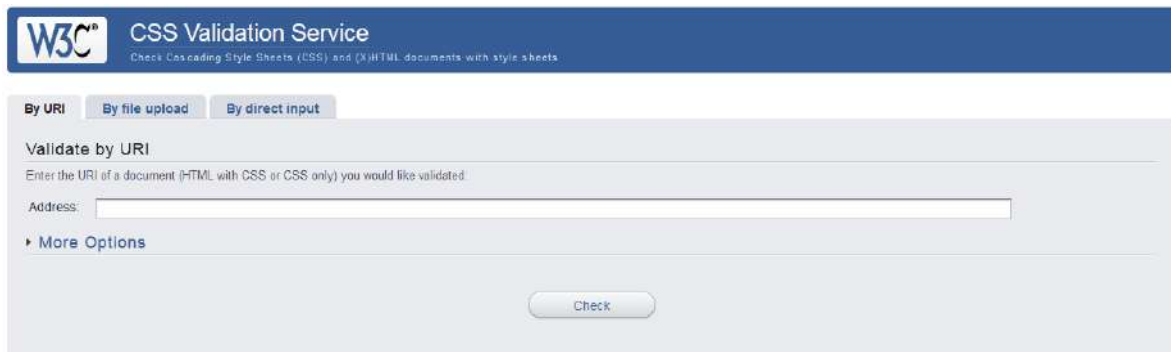 W3C®
CSS Validation Service
Check Cascading Style Sheets (CSS) and (X)HTML documents with style sheets
By URI By file upload By direct input
Validate by URI
Enter the URI of a document (HTML with CSS or CSS only) you would like validated:
Address:
More Options
Check